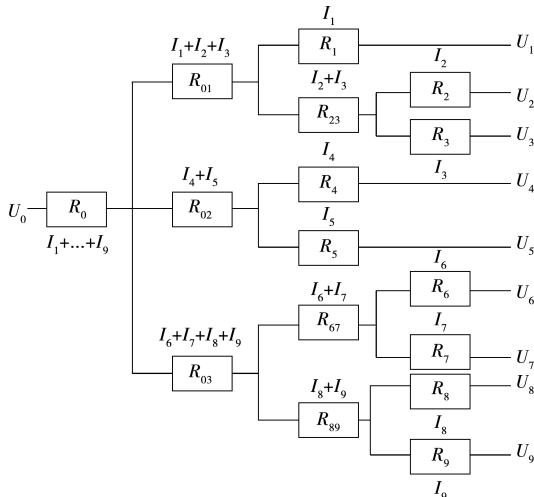 I₁
I₁+I₂+I₃
R₁
U₁
I₂+I₃
I₂
R₀₁
R₂
U₂
R₂₃
R₃
U₃
I₄
I₃
I₄+I₅
R₄
U₄
U₀
R₀
R₀₂
I₅
I₁+...+I₉
R₅
U₅
I₆
I₆+I₇
R₆
U₆
I₆+I₇+I₈+I₉
R₆₇
I₇
R₇
U₇
R₀₃
I₈+I₉
R₈
U₈
R₈₉
I₈
R₉
U₉
I₉